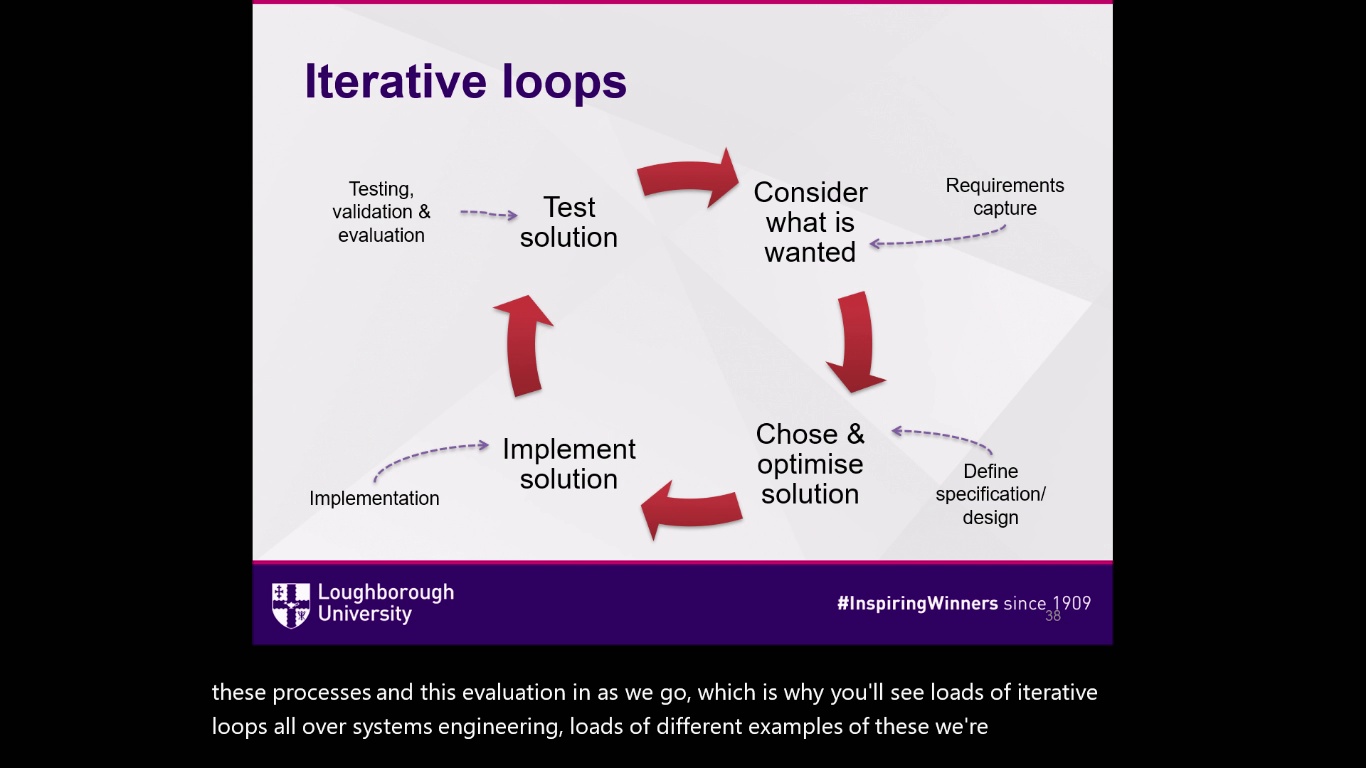 Iterative loops
Testing,
validation &
evaluation
Test
solution
Consider
what is
wanted
Requirements
capture
Implementation
Implement
solution
Chose &
optimise
solution
Define
specification/
design
Loughborough
University
#InspiringWinners since 1909
38
these processes and this evaluation in as we go, which is why you'll see loads of iterative
loops all over systems engineering, loads of different examples of these we're